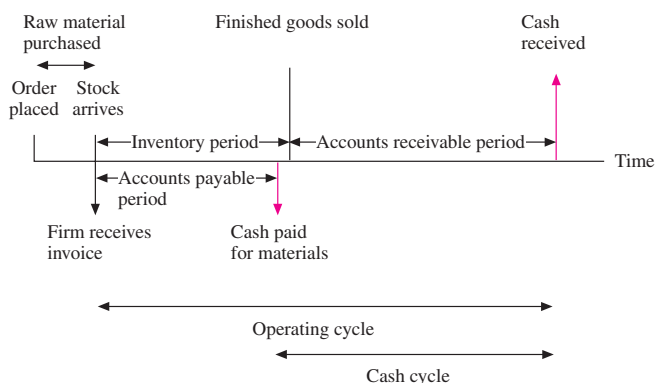 Raw material
purchased
Finished goods sold
Cash
received
Order
placed
Stock
arrives
Inventory period
Accounts receivable period
Time
Accounts payable
period
Firm receives
invoice
Cash paid
for materials
Operating cycle
Cash cycle